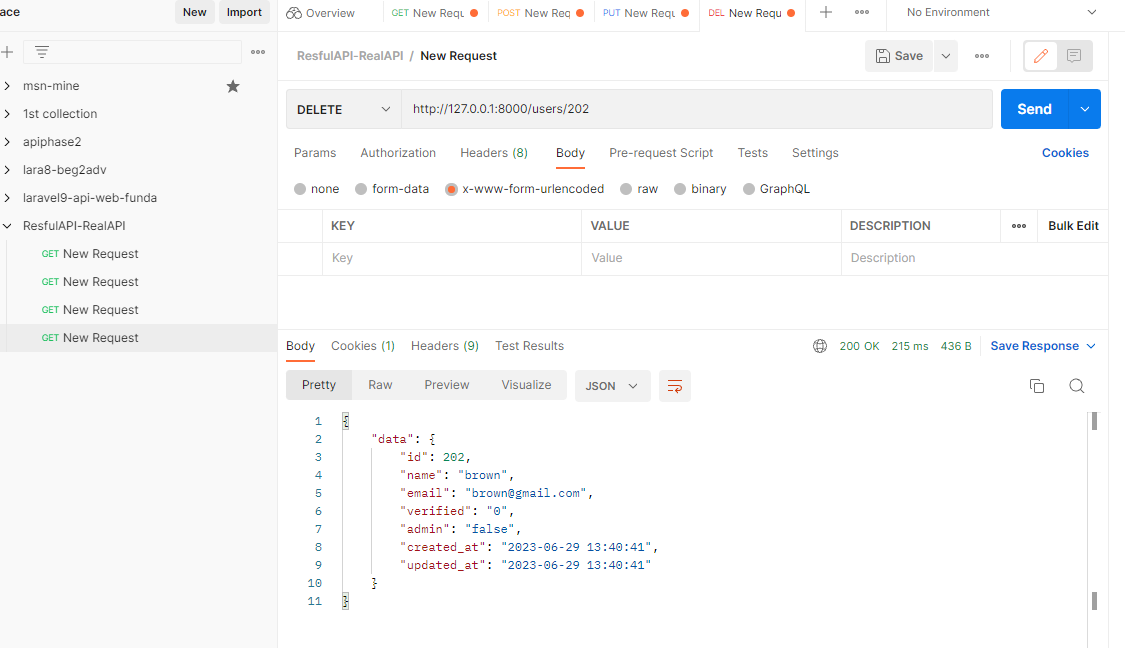 ace New Import
Overview GET New Requ POST New Req PUT New Requ DEL New Requ No Environment
ResfulAPI-RealAPI / New Request Save
msn-mine
1st collection
apiphase2
lara8-beg2adv
laravel9-api-web-funda
ResfulAPI-RealAPI
GET New Request
GET New Request
GET New Request
GET New Request
DELETE http://127.0.0.1:8000/users/202 Send
Params Authorization Headers (8) Body Pre-request Script Tests Settings Cookies
none form-data x-www-form-urlencoded raw binary GraphQL
KEY VALUE DESCRIPTION Bulk Edit
Key Value Description
Body Cookies (1) Headers (9) Test Results 200 OK 215 ms 436 B Save Response
Pretty Raw Preview Visualize JSON
1 {
2 "data": {
3 "id": 202,
4 "name": "brown",
5 "email": "brown@gmail.com",
6 "verified": "0",
7 "admin": "false",
8 "created_at": "2023-06-29 13:40:41",
9 "updated_at": "2023-06-29 13:40:41"
10 }
11 }